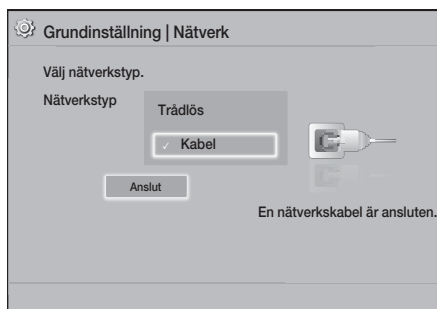 Grundinställning | Nätverk
Välj nätverkstyp.
Nätverkstyp
Trådlös
✓ Kabel
Anslut
En nätverkskabel är ansluten.